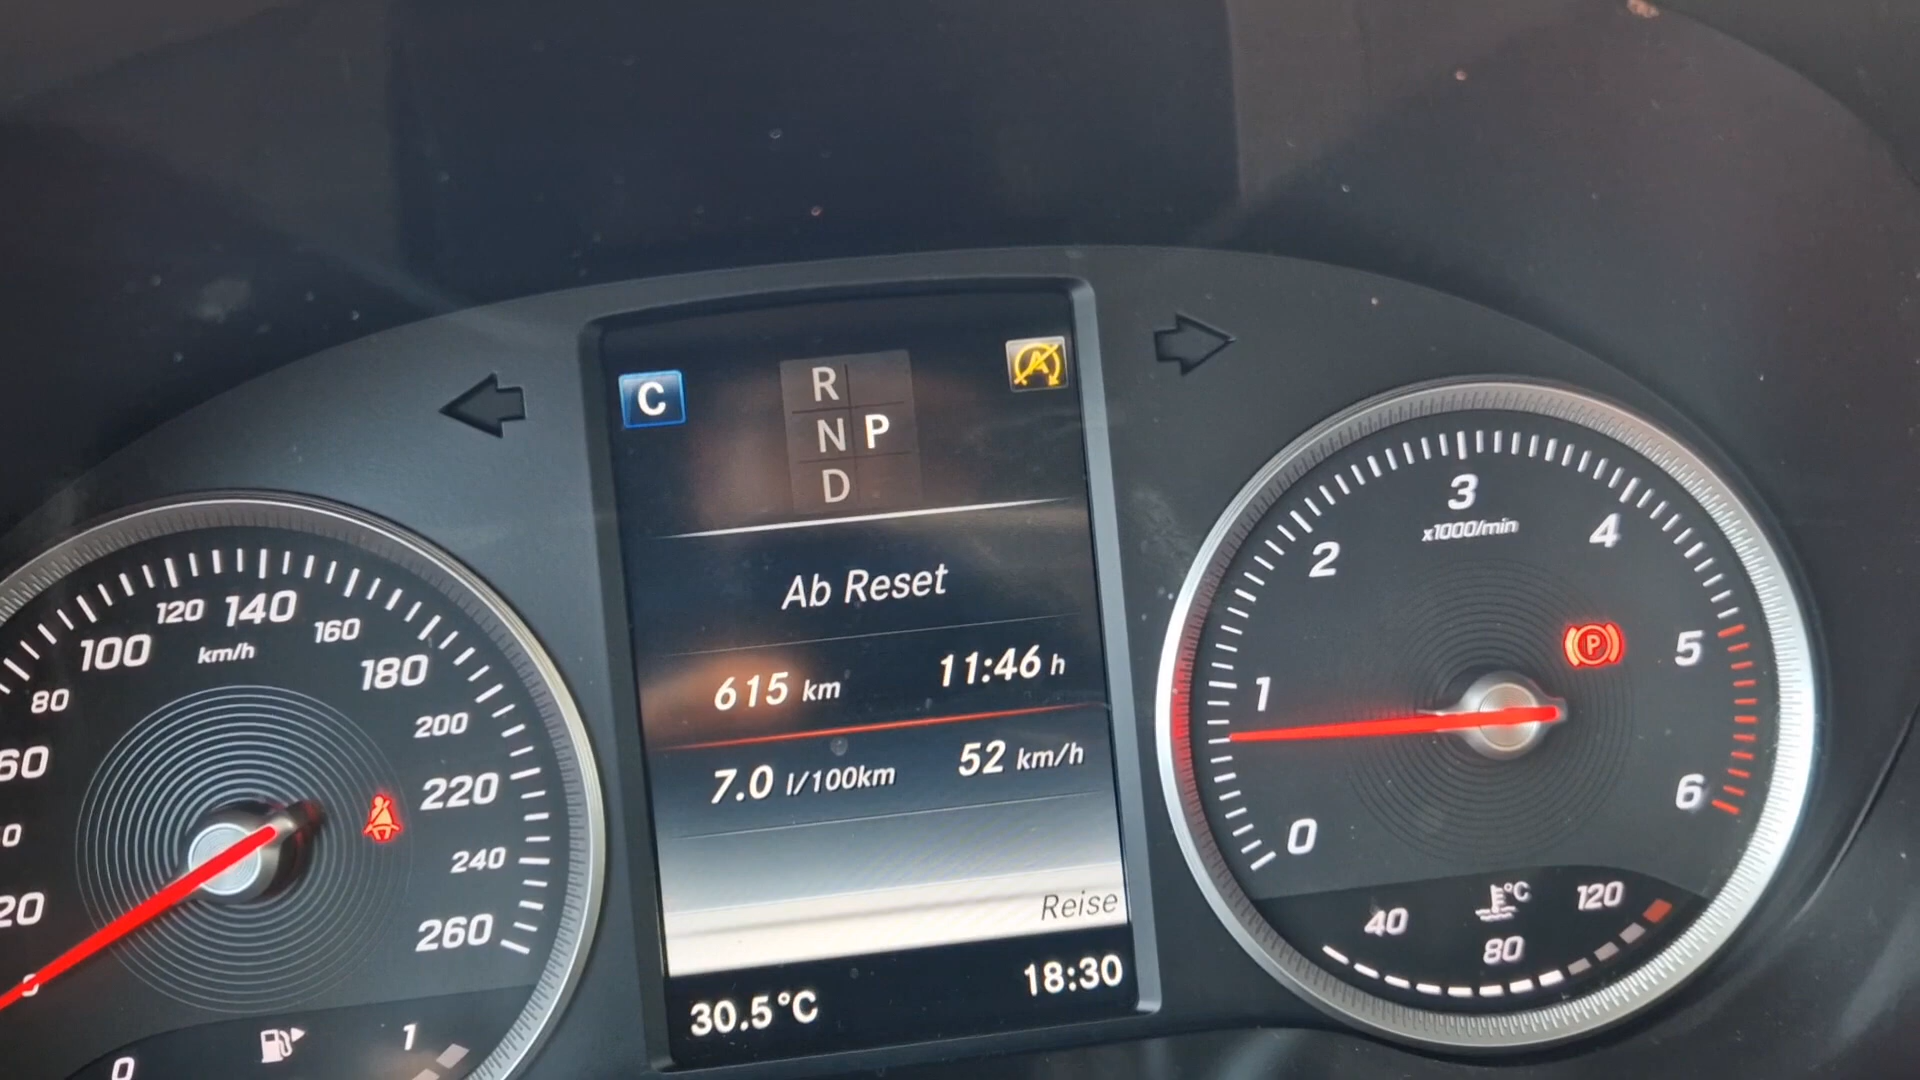 C
R
N P
D
Ab Reset
615 km 11:46 h
7.0 l/100km 52 km/h
Reise
30.5°C 18:30
20
60
80
100
120
140
160
180
200
220
240
260
km/h
0
1
0
1
2
3
4
5
6
x1000/min
P
40
80
120
°C